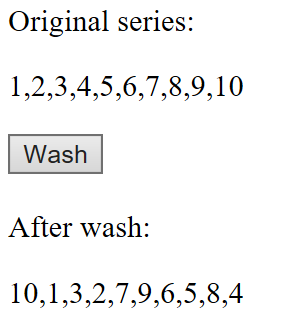 Original series:
1,2,3,4,5,6,7,8,9,10
Wash
After wash:
10,1,3,2,7,9,6,5,8,4